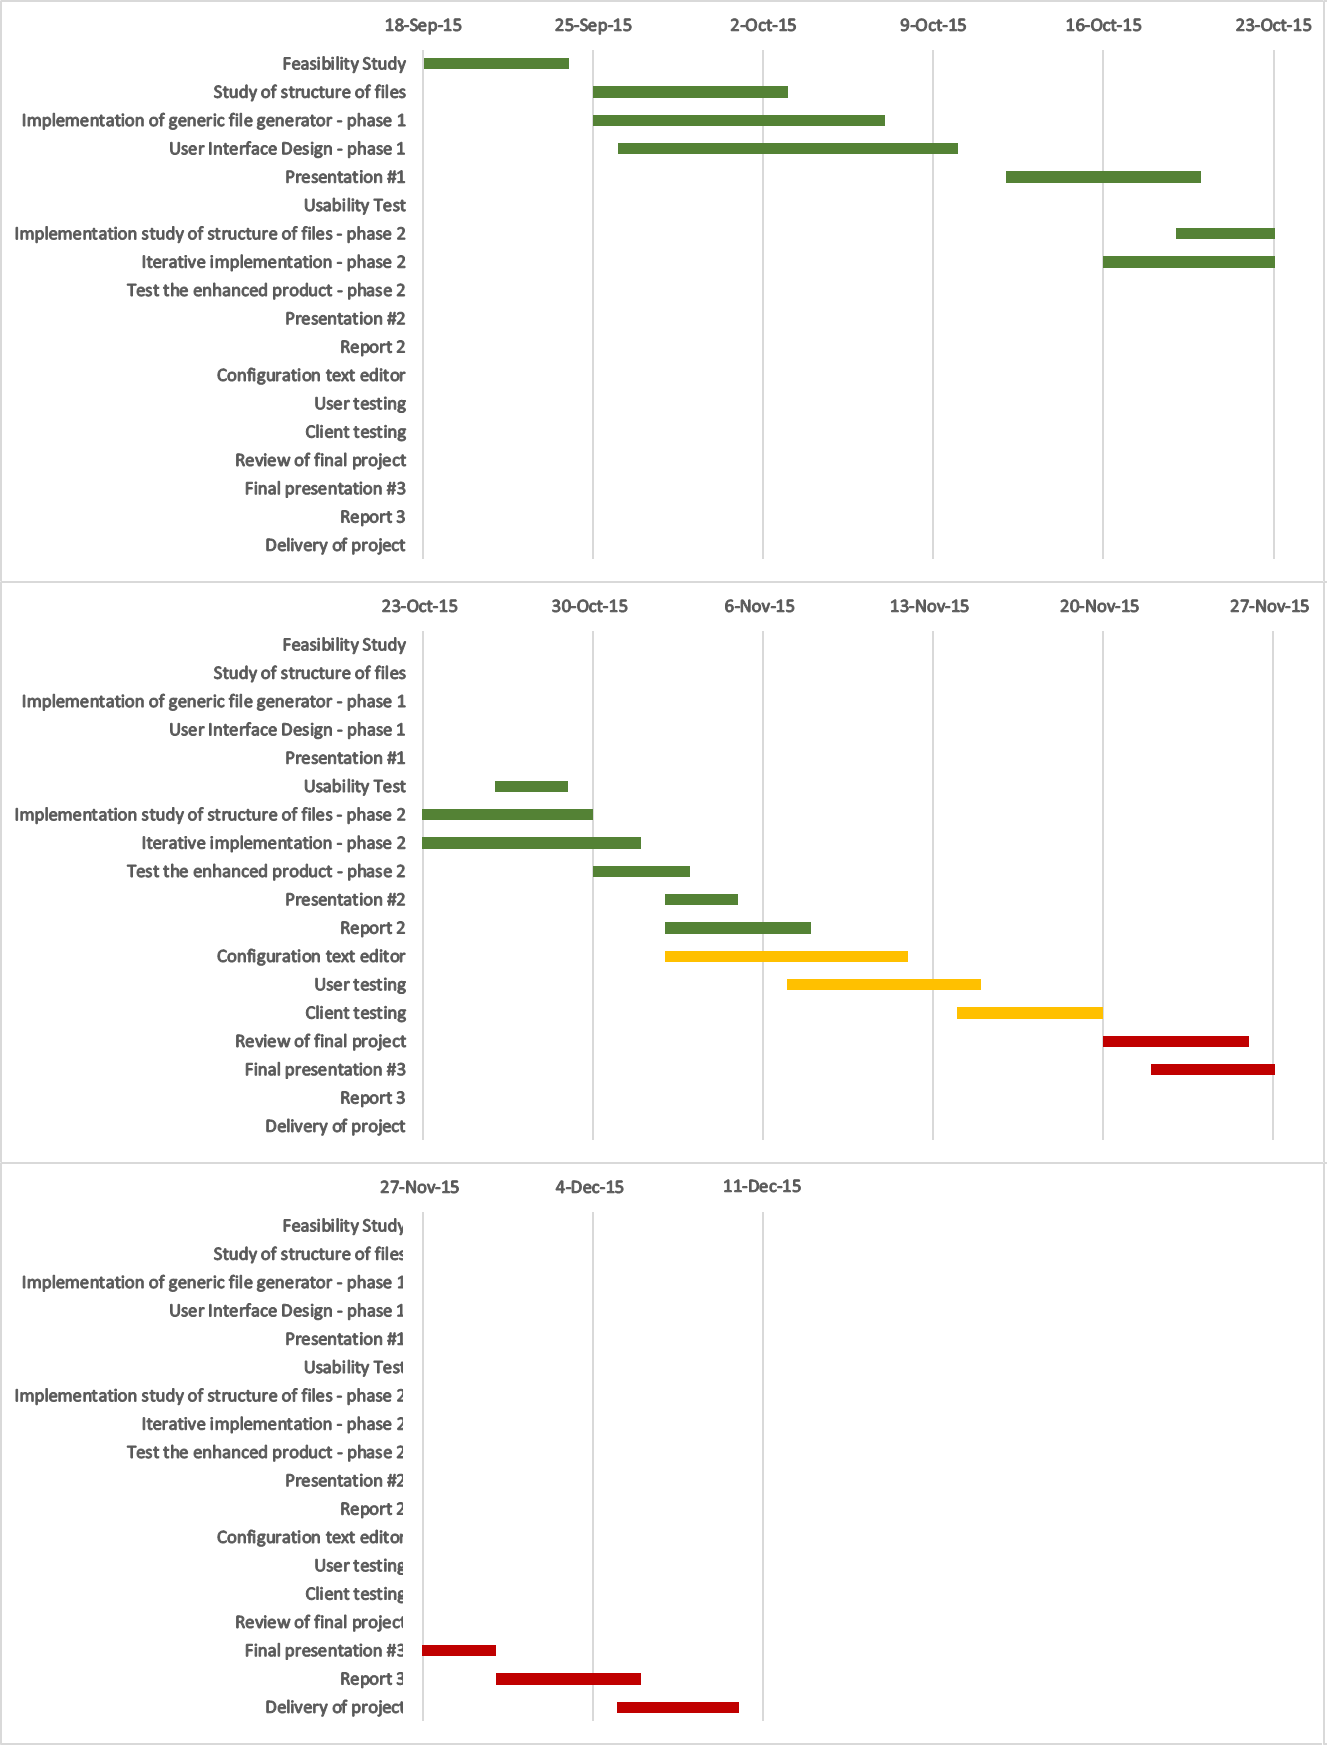 18-Sep-15 25-Sep-15 2-Oct-15 9-Oct-15 16-Oct-15 23-Oct-15
Feasibility Study
Study of structure of files
Implementation of generic file generator - phase 1
User Interface Design - phase 1
Presentation #1
Usability Test
Implementation study of structure of files - phase 2
Iterative implementation - phase 2
Test the enhanced product - phase 2
Presentation #2
Report 2
Configuration text editor
User testing
Client testing
Review of final project
Final presentation #3
Report 3
Delivery of project
23-Oct-15 30-Oct-15 6-Nov-15 13-Nov-15 20-Nov-15 27-Nov-15
Feasibility Study
Study of structure of files
Implementation of generic file generator - phase 1
User Interface Design - phase 1
Presentation #1
Usability Test
Implementation study of structure of files - phase 2
Iterative implementation - phase 2
Test the enhanced product - phase 2
Presentation #2
Report 2
Configuration text editor
User testing
Client testing
Review of final project
Final presentation #3
Report 3
Delivery of project
27-Nov-15 4-Dec-15 11-Dec-15
Feasibility Study
Study of structure of files
Implementation of generic file generator - phase 1
User Interface Design - phase 1
Presentation #1
Usability Test
Implementation study of structure of files - phase 2
Iterative implementation - phase 2
Test the enhanced product - phase 2
Presentation #2
Report 2
Configuration text editor
User testing
Client testing
Review of final project
Final presentation #3
Report 3
Delivery of project